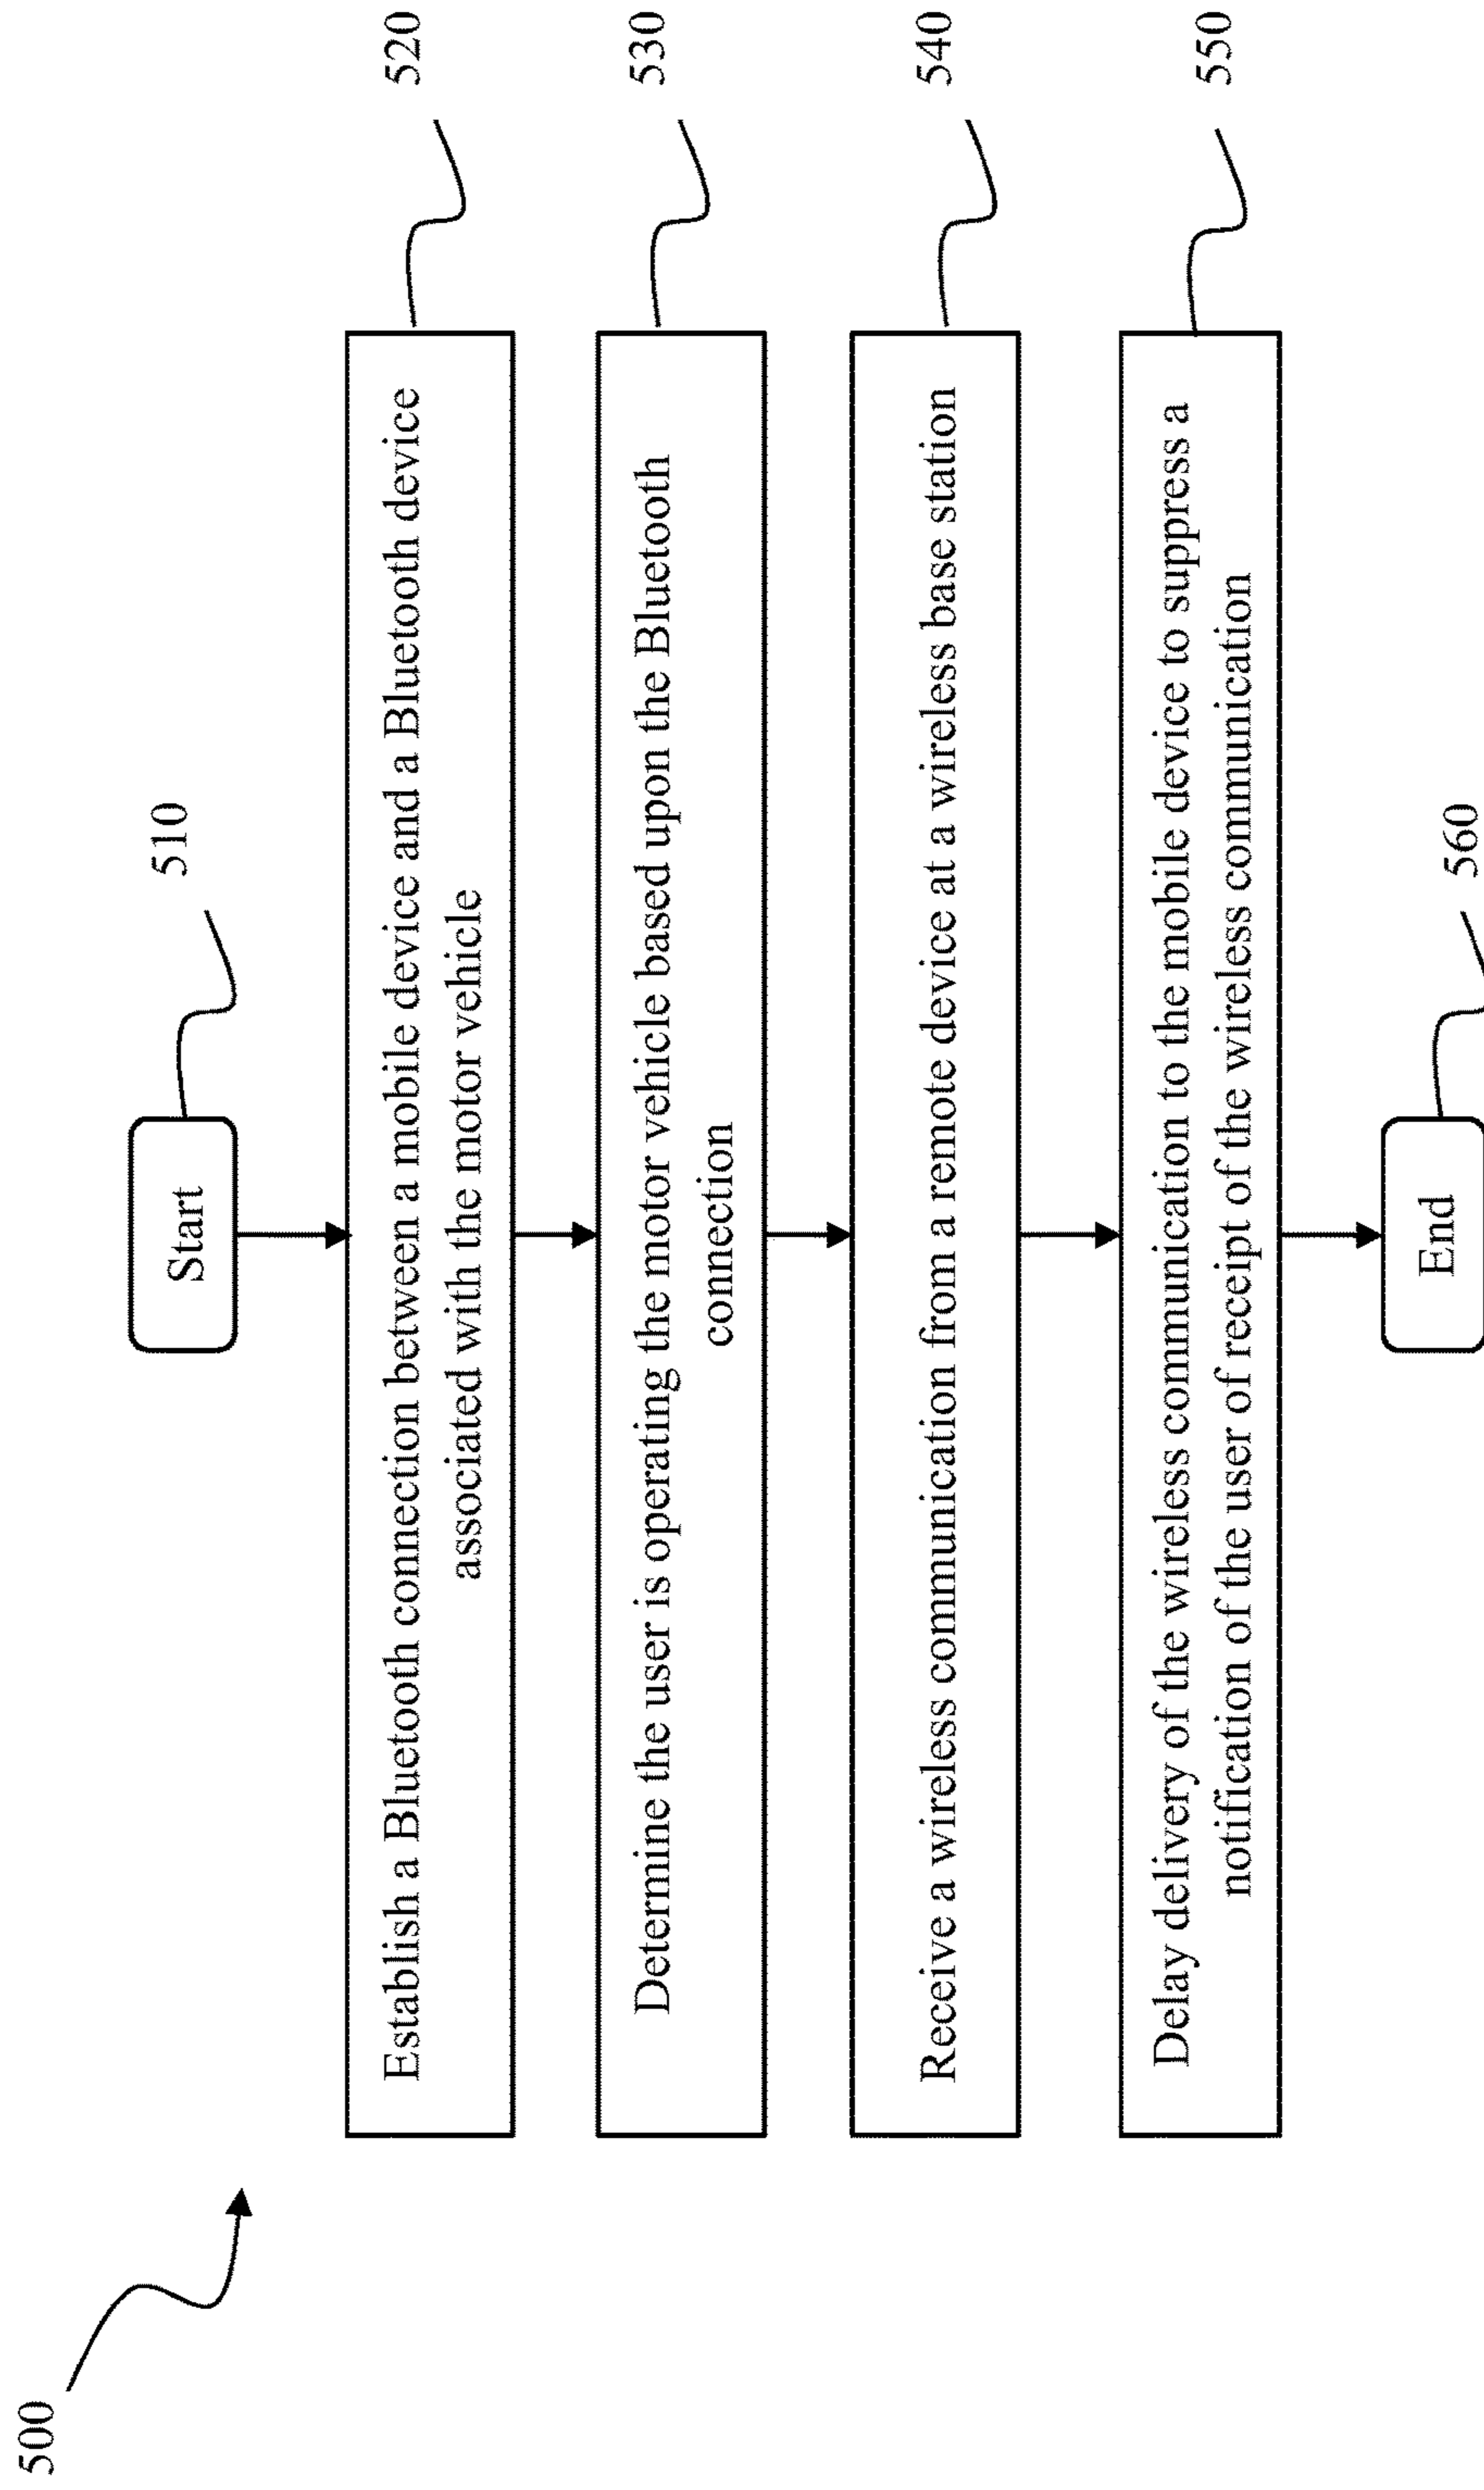 500
Start
510
Establish a Bluetooth connection between a mobile device and a Bluetooth device
associated with the motor vehicle
520
Determine the user is operating the motor vehicle based upon the Bluetooth
connection
530
Receive a wireless communication from a remote device at a wireless base station
540
Delay delivery of the wireless communication to the mobile device to suppress a
notification of the user of receipt of the wireless communication
550
End
560